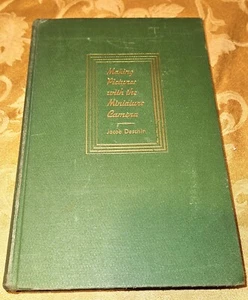 Making
Pictures
with the
Miniature
Camera
Jacob Deschin